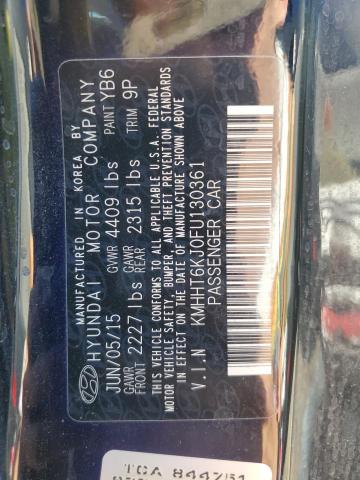 MANUFACTURED IN KOREA BY
HYUNDAI MOTOR COMPANY
JUN/05/15 GVWR 4409 lbs PAINT YB6
GAWR FRONT 2227 lbs GAWR REAR 2315 lbs TRIM 9P
THIS VEHICLE CONFORMS TO ALL APPLICABLE U.S.A. FEDERAL
MOTOR VEHICLE SAFETY, BUMPER, AND THEFT PREVENTION STANDARDS
IN EFFECT ON THE DATE OF MANUFACTURE SHOWN ABOVE
V.I.N KMHHT6KJ0FU130361
PASSENGER CAR
TCA 844751